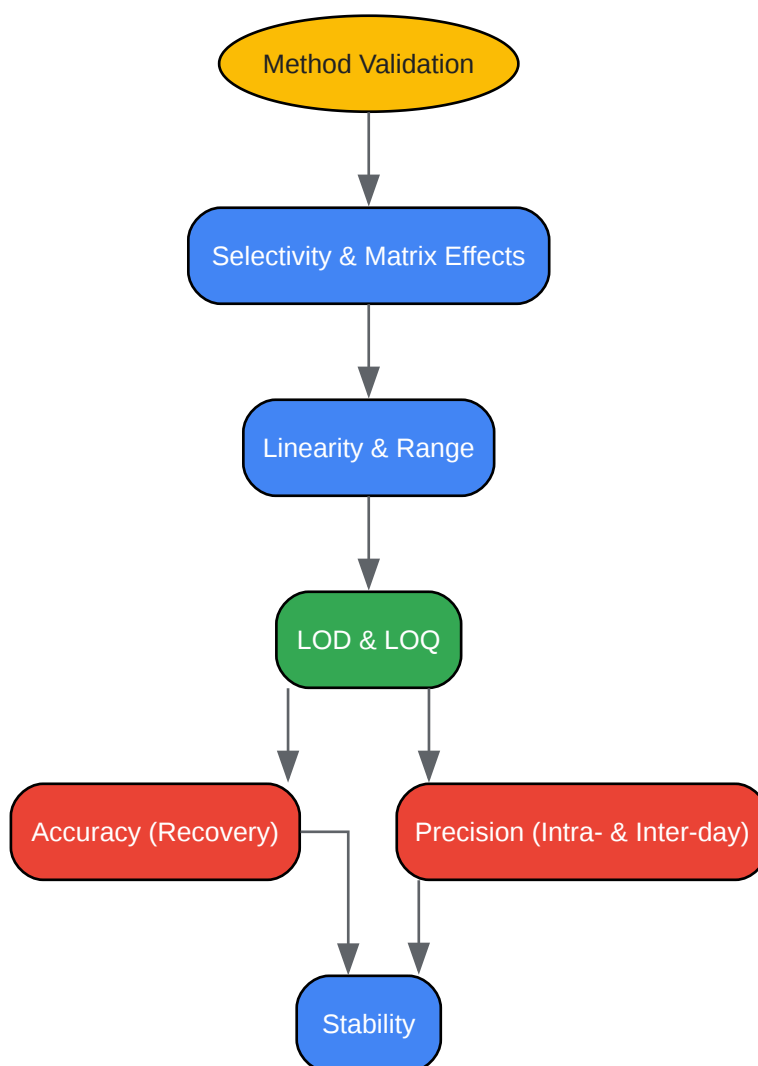 Method Validation
Selectivity & Matrix Effects
Linearity & Range
LOD & LOQ
Accuracy (Recovery)
Precision (Intra- & Inter-day)
Stability